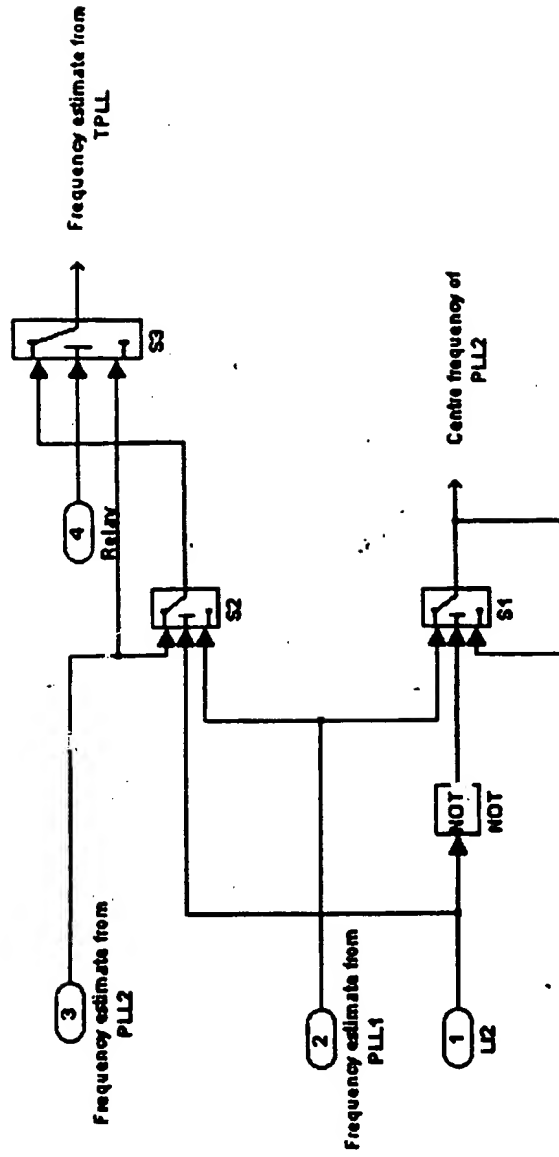 3
Frequency estimate from
PLL2
4
Relay
S3
Frequency estimate from
TPLL
S2
2
Frequency estimate from
PLL1
1
LI2
NOT
NOT
S1
Centre frequency of
PLL2